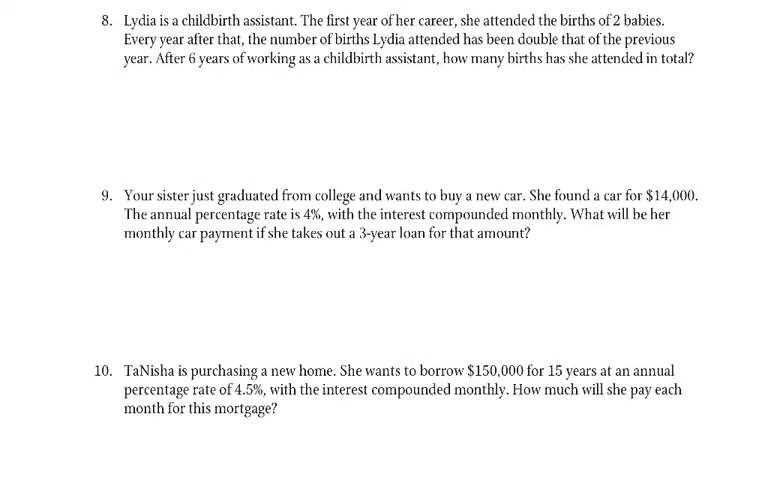 8. Lydia is a childbirth assistant. The first year of her career, she attended the births of 2 babies.
Every year after that, the number of births Lydia attended has been double that of the previous
year. After 6 years of working as a childbirth assistant, how many births has she attended in total?
9. Your sister just graduated from college and wants to buy a new car. She found a car for $14,000.
The annual percentage rate is 4%, with the interest compounded monthly. What will be her
monthly car payment if she takes out a 3-year loan for that amount?
10. TaNisha is purchasing a new home. She wants to borrow $150,000 for 15 years at an annual
percentage rate of 4.5%, with the interest compounded monthly. How much will she pay each
month for this mortgage?